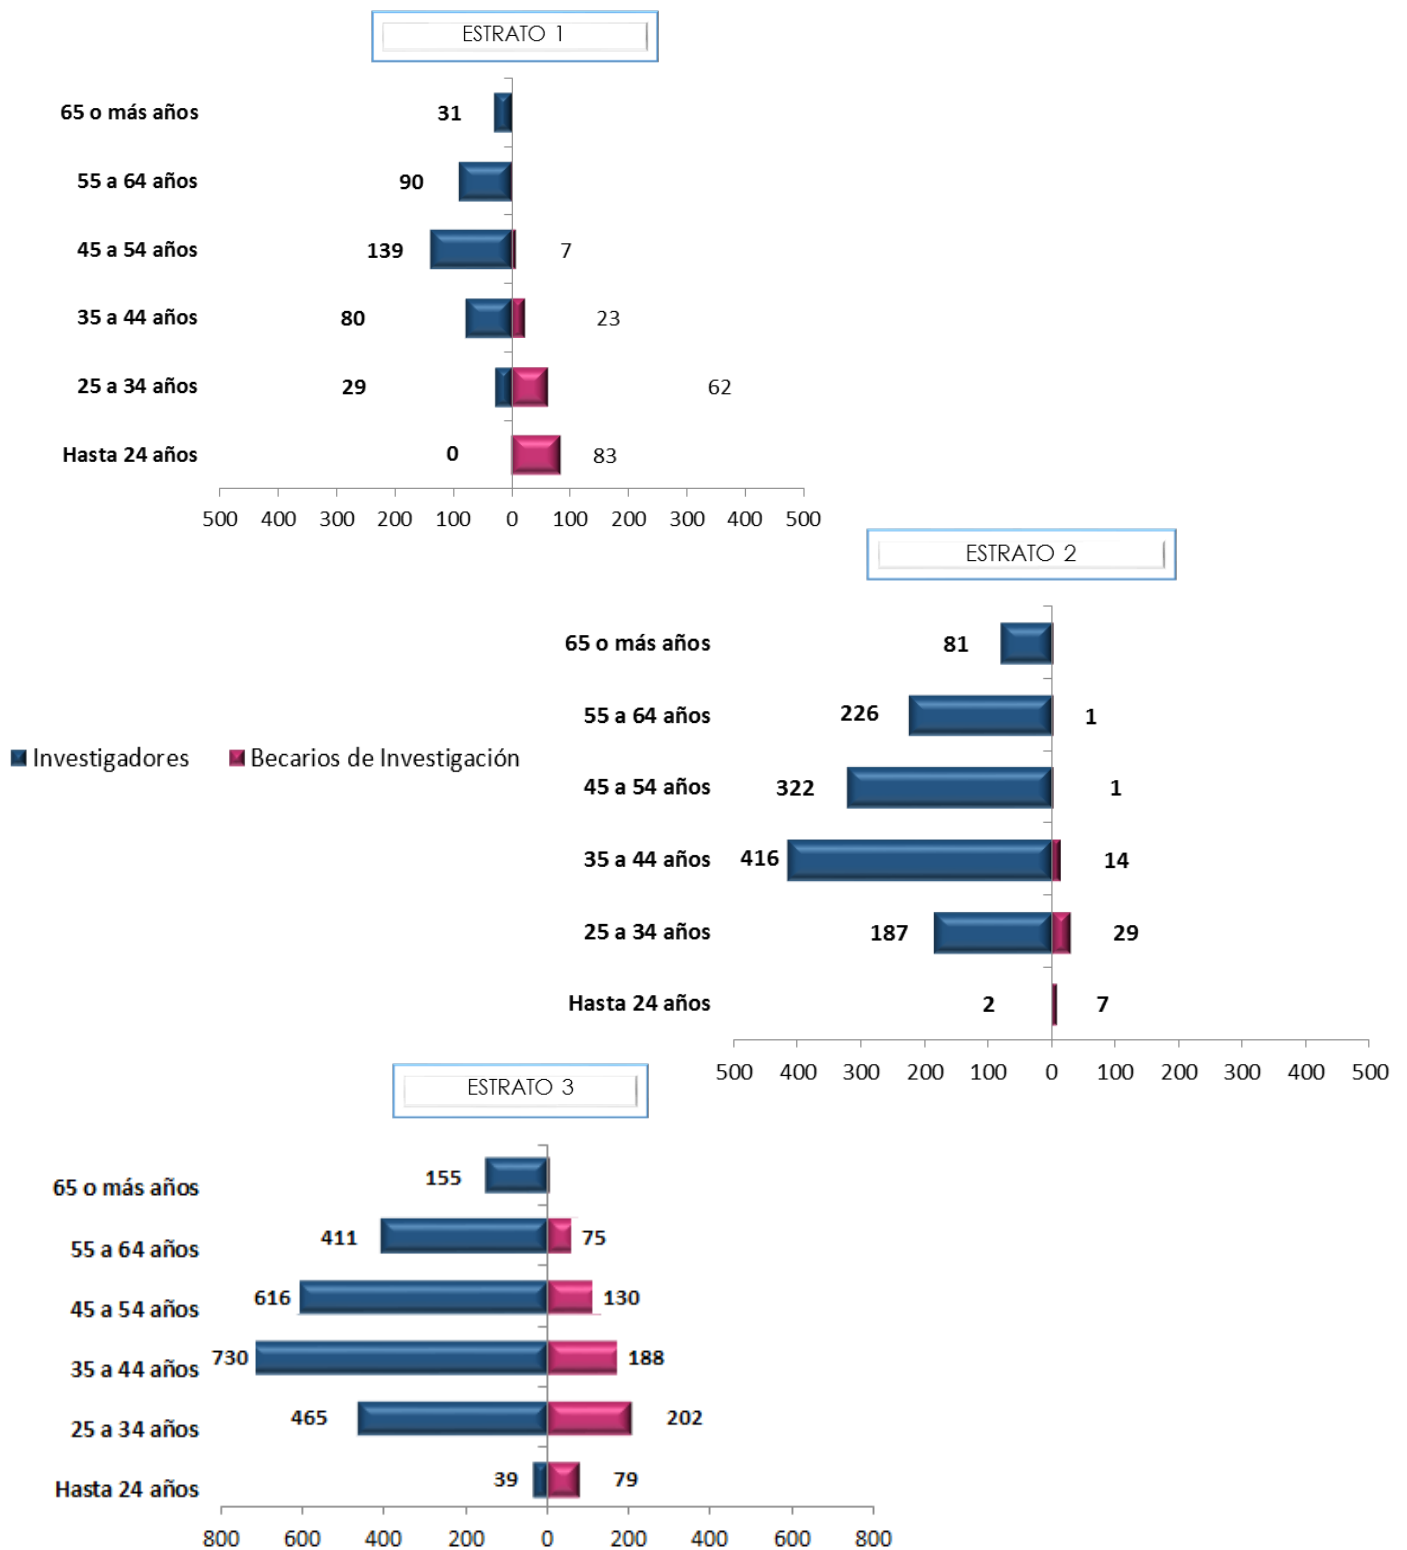 ESTRATO 1
65 o más años 31
55 a 64 años 90
45 a 54 años 139 7
35 a 44 años 80 23
25 a 34 años 29 62
Hasta 24 años 0 83
500 400 300 200 100 0 100 200 300 400 500
ESTRATO 2
65 o más años 81
55 a 64 años 226 1
Investigadores Becarios de Investigación
45 a 54 años 322 1
35 a 44 años 416 14
25 a 34 años 187 29
Hasta 24 años 2 7
500 400 300 200 100 0 100 200 300 400 500
ESTRATO 3
65 o más años 155
55 a 64 años 411 75
45 a 54 años 616 130
35 a 44 años 730 188
25 a 34 años 465 202
Hasta 24 años 39 79
800 600 400 200 0 200 400 600 800